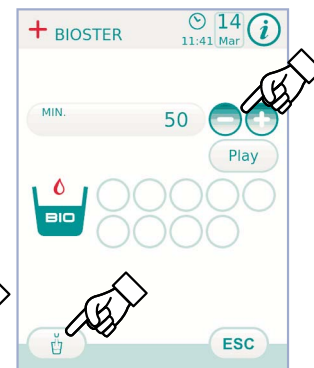 + BIOSTER 14 i
11:41 Mar
MIN. 50 − +
Play
BIO
ESC